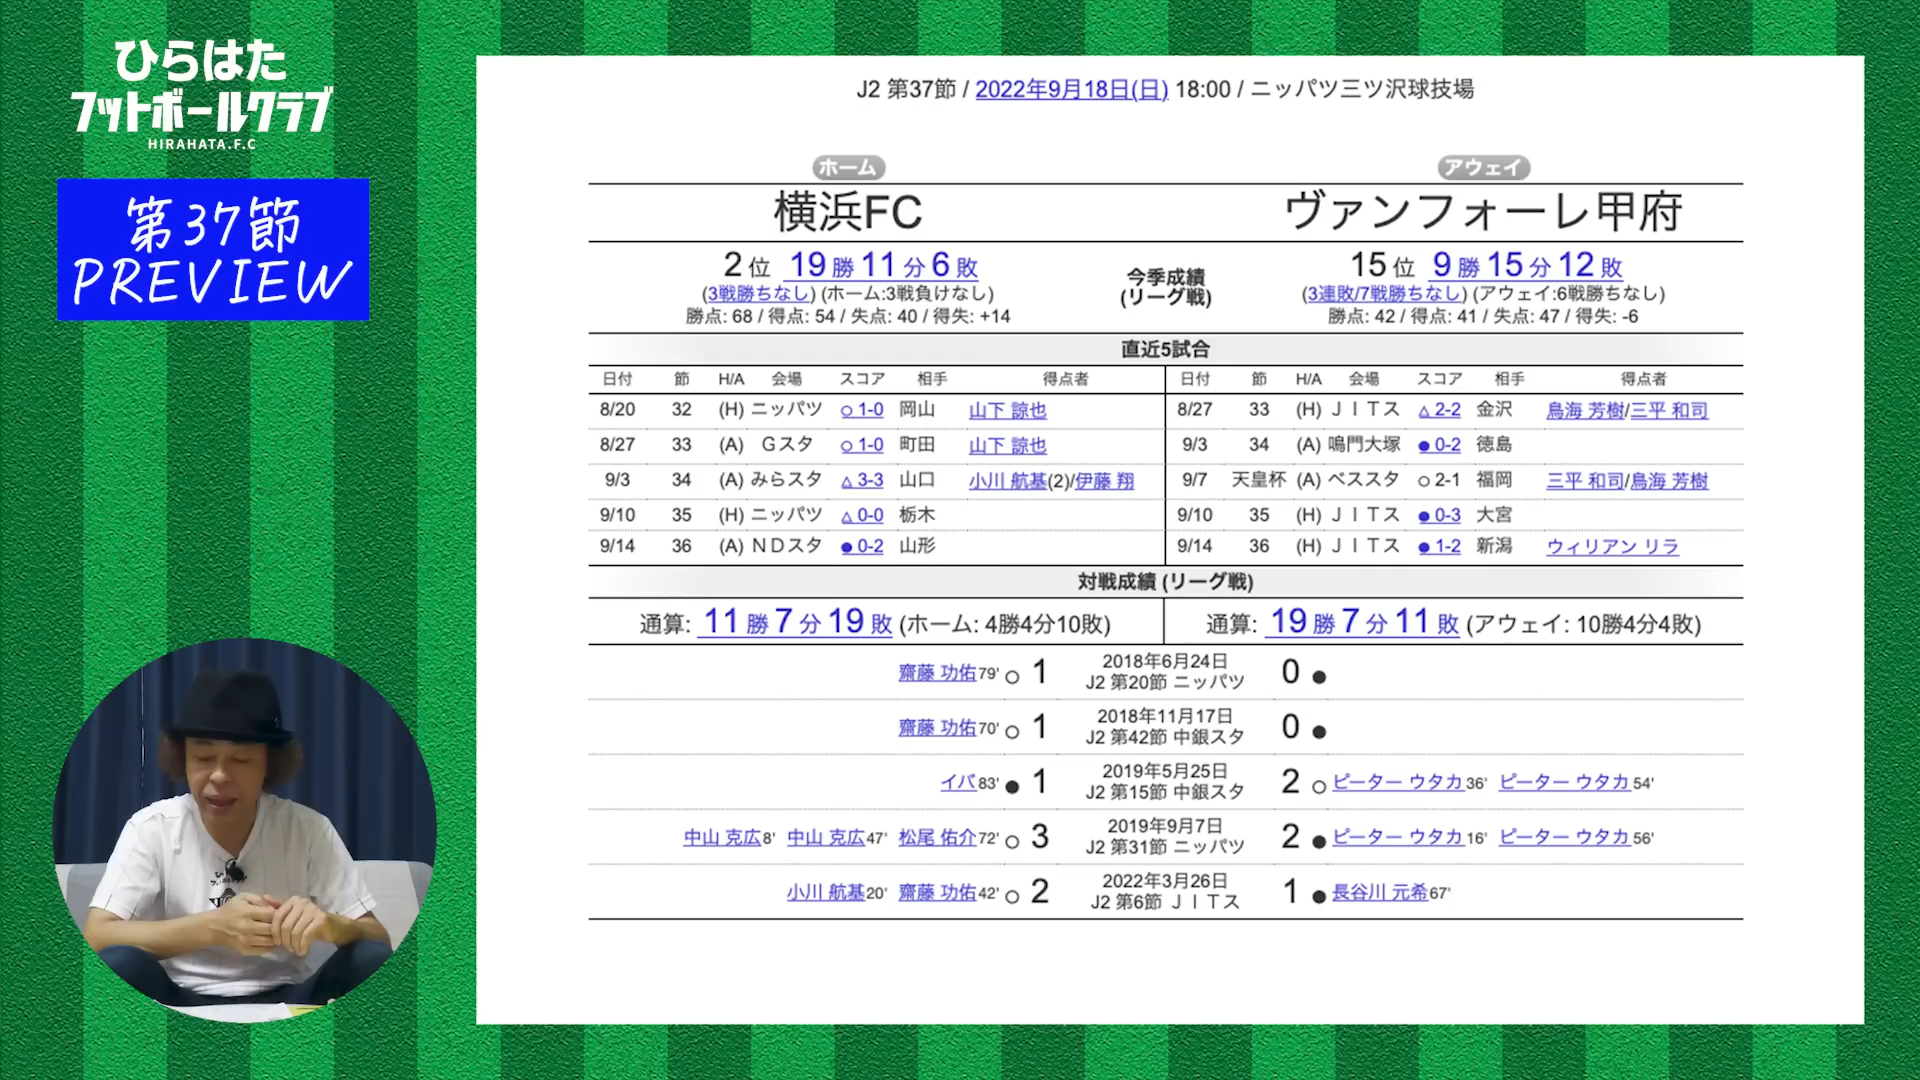 ひらはた
フットボールクラブ
HIRAHATA.F.C
第37節
PREVIEW
J2 第37節 / 2022年9月18日(日) 18:00 / ニッパツ三ツ沢球技場
ホーム アウェイ
横浜FC ヴァンフォーレ甲府
2位 19勝11分6敗 今季成績 (リーグ戦) 15位 9勝15分12敗
(3戦勝ちなし) (ホーム:3戦負けなし) (3連敗/7戦勝ちなし) (アウェイ:6戦勝ちなし)
勝点: 68 / 得点: 54 / 失点: 40 / 得失: +14 勝点: 42 / 得点: 41 / 失点: 47 / 得失: -6
直近5試合
日付 節 H/A 会場 スコア 相手 得点者 日付 節 H/A 会場 スコア 相手 得点者
8/20 32 (H) ニッパツ ○ 1-0 岡山 山下 諒也 8/27 33 (H) ＪＩＴス △ 2-2 金沢 鳥海 芳樹/三平 和司
8/27 33 (A) Ｇスタ ○ 1-0 町田 山下 諒也 9/3 34 (A) 鳴門大塚 ● 0-2 徳島
9/3 34 (A) みらスタ △ 3-3 山口 小川 航基(2)/伊藤 翔 9/7 天皇杯 (A) ベススタ ○ 2-1 福岡 三平 和司/鳥海 芳樹
9/10 35 (H) ニッパツ △ 0-0 栃木 9/10 35 (H) ＪＩＴス ● 0-3 大宮
9/14 36 (A) ＮＤスタ ● 0-2 山形 9/14 36 (H) ＪＩＴス ● 1-2 新潟 ウィリアン リラ
対戦成績 (リーグ戦)
通算: 11勝7分19敗 (ホーム: 4勝4分10敗) 通算: 19勝7分11敗 (アウェイ: 10勝4分4敗)
齋藤 功佑79' ○ 1 2018年6月24日 J2 第20節 ニッパツ 0 ●
齋藤 功佑70' ○ 1 2018年11月17日 J2 第42節 中銀スタ 0 ●
イバ83' ● 1 2019年5月25日 J2 第15節 中銀スタ 2 ○ ピーター ウタカ36' ピーター ウタカ54'
中山 克広8' 中山 克広47' 松尾 佑介72' ○ 3 2019年9月7日 J2 第31節 ニッパツ 2 ● ピーター ウタカ16' ピーター ウタカ56'
小川 航基20' 齋藤 功佑42' ○ 2 2022年3月26日 J2 第6節 ＪＩＴス 1 ● 長谷川 元希67'